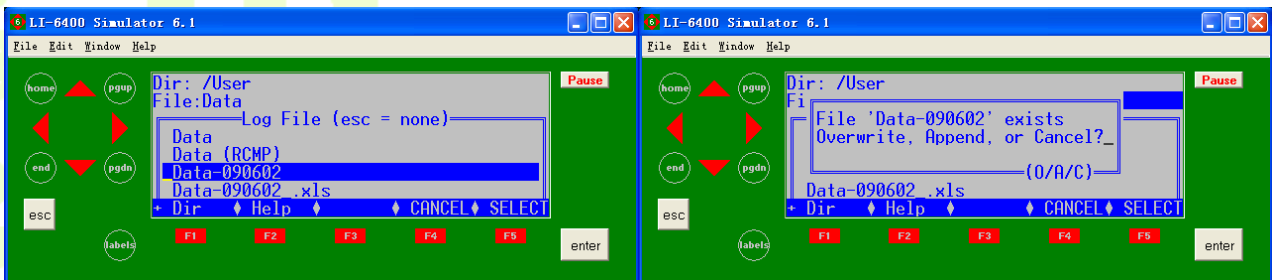 LI-6400 Simulator 6.1
File Edit Window Help
home pgup
end pgdn
esc
labels
Dir: /User
File:Data
Log File (esc = none)
Data
Data (RCMP)
Data-090602
Data-090602_.xls
+ Dir Help CANCEL SELECT
F1 F2 F3 F4 F5
Pause
enter
LI-6400 Simulator 6.1
File Edit Window Help
home pgup
end pgdn
esc
labels
Dir: /User
Fi
File 'Data-090602' exists
Overwrite, Append, or Cancel?_
(O/A/C)
Data-090602_.xls
+ Dir Help CANCEL SELECT
F1 F2 F3 F4 F5
Pause
enter